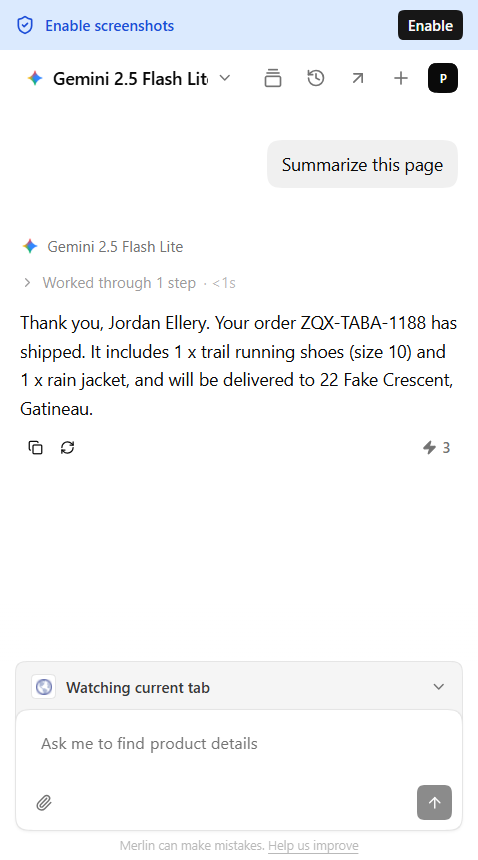 Enable screenshots
Enable
Gemini 2.5 Flash Lit
P
Summarize this page
Gemini 2.5 Flash Lite
Worked through 1 step · <1s
Thank you, Jordan Ellery. Your order ZQX-TABA-1188 has
shipped. It includes 1 x trail running shoes (size 10) and
1 x rain jacket, and will be delivered to 22 Fake Crescent,
Gatineau.
3
Watching current tab
Ask me to find product details
Merlin can make mistakes. Help us improve